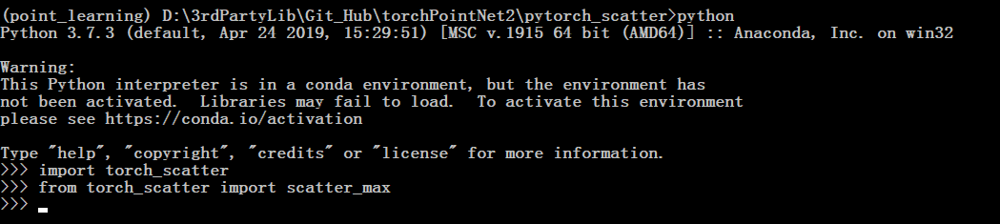 (point_learning) D:\3rdPartyLib\Git_Hub\torchPointNet2\pytorch_scatter>python
Python 3.7.3 (default, Apr 24 2019, 15:29:51) [MSC v.1915 64 bit (AMD64)] :: Anaconda, Inc. on win32
Warning:
This Python interpreter is in a conda environment, but the environment has
not been activated.  Libraries may fail to load.  To activate this environment
please see https://conda.io/activation
Type "help", "copyright", "credits" or "license" for more information.
>>> import torch_scatter
>>> from torch_scatter import scatter_max
>>>